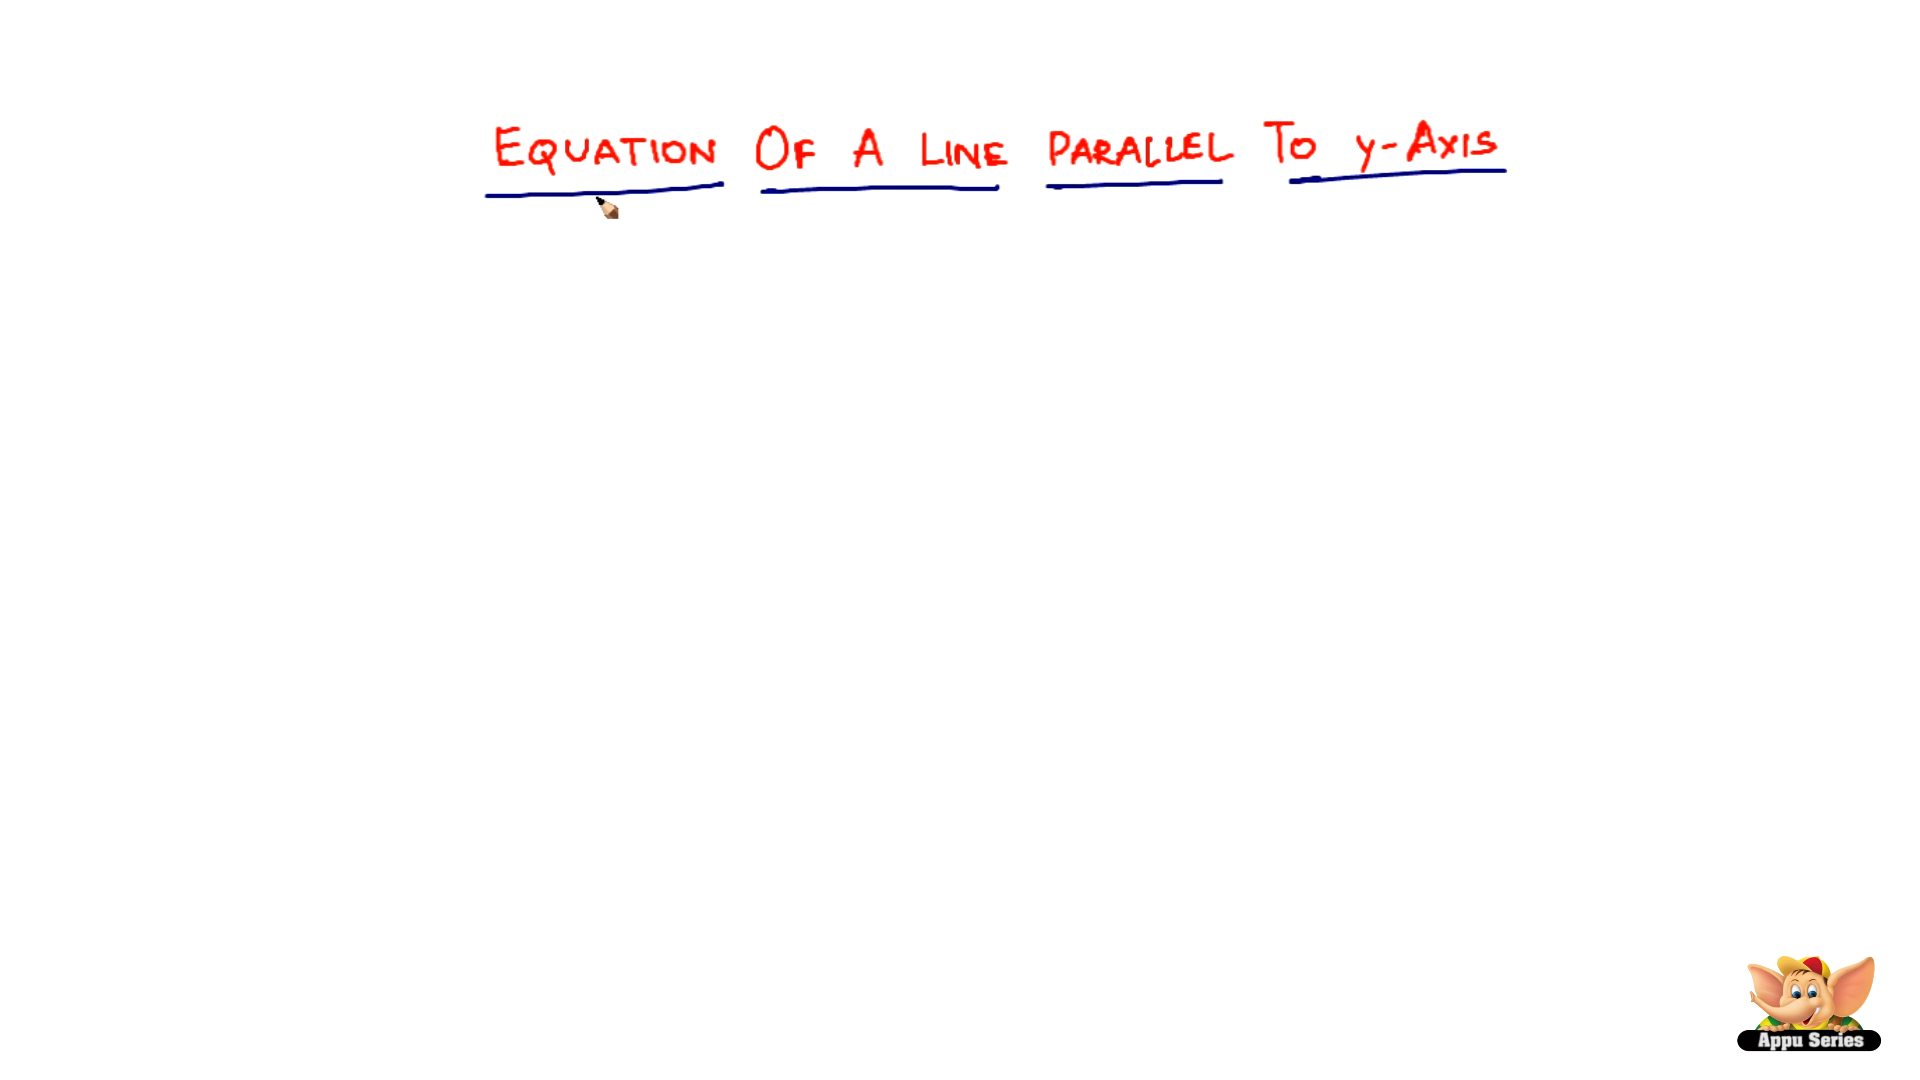 EQUATION OF A LINE PARALLEL TO y-AXIS
Appu Series